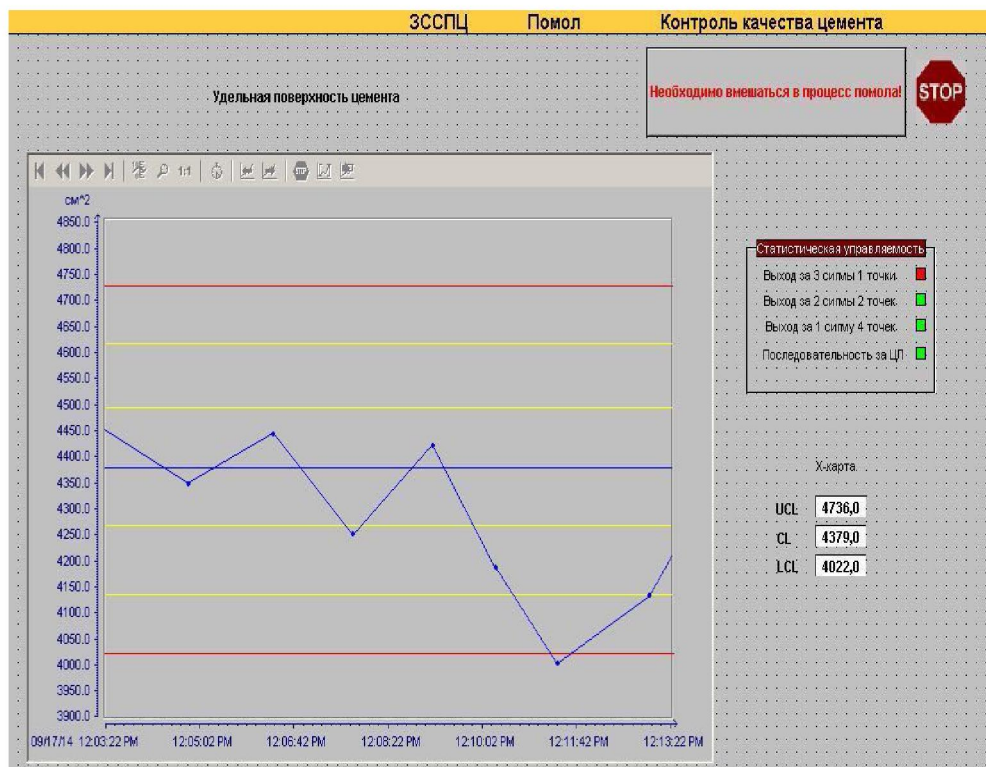 ЗССПЦ Помол Контроль качества цемента
Удельная поверхность цемента
Необходимо вмешаться в процесс помола!
STOP
1:1
STOP
см^2
4850.0
4800.0
4750.0
4700.0
4650.0
4600.0
4550.0
4500.0
4450.0
4400.0
4350.0
4300.0
4250.0
4200.0
4150.0
4100.0
4050.0
4000.0
3950.0
3900.0
09/17/14 12:03:22 PM 12:05:02 PM 12:06:42 PM 12:08:22 PM 12:10:02 PM 12:11:42 PM 12:13:22 PM
Статистическая управляемость
Выход за 3 сигмы 1 точки.
Выход за 2 сигмы 2 точек.
Выход за 1 сигму 4 точек.
Последовательность за ЦЛ
Х-карта
UCL 4736,0
CL 4379,0
LCL 4022,0